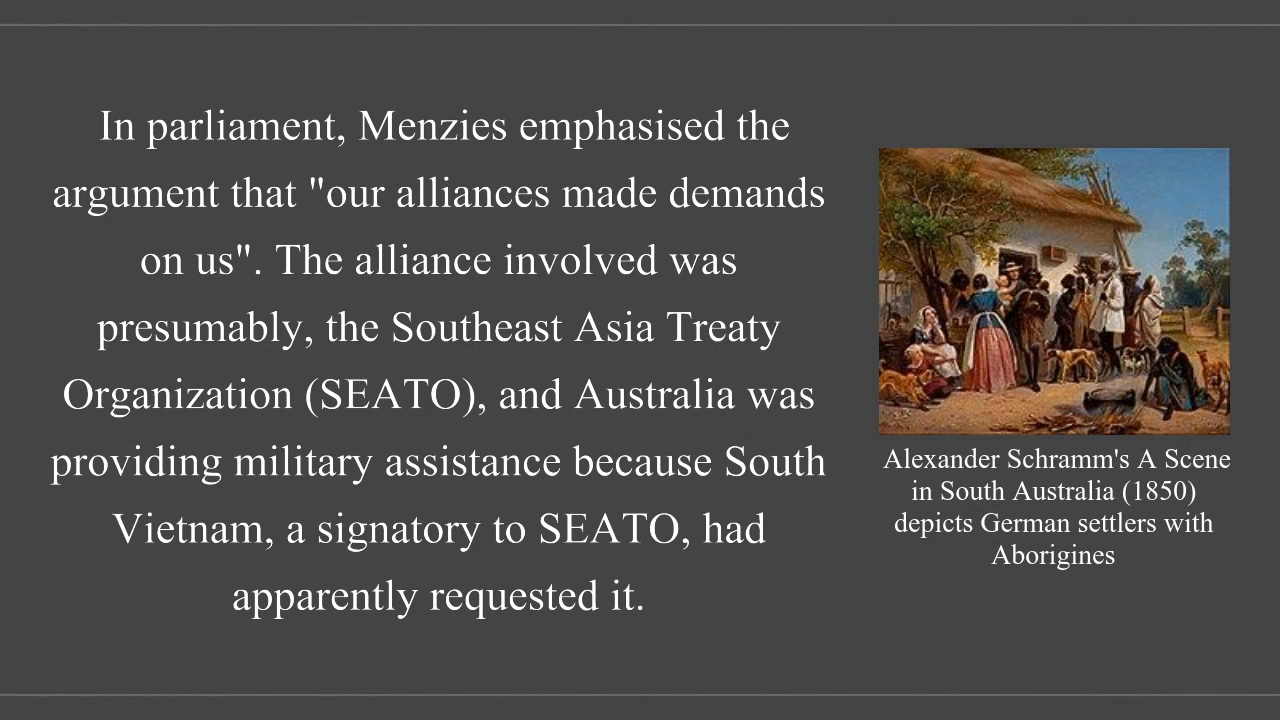 In parliament, Menzies emphasised the
argument that "our alliances made demands
on us". The alliance involved was
presumably, the Southeast Asia Treaty
Organization (SEATO), and Australia was
providing military assistance because South
Vietnam, a signatory to SEATO, had
apparently requested it.
Alexander Schramm's A Scene
in South Australia (1850)
depicts German settlers with
Aborigines